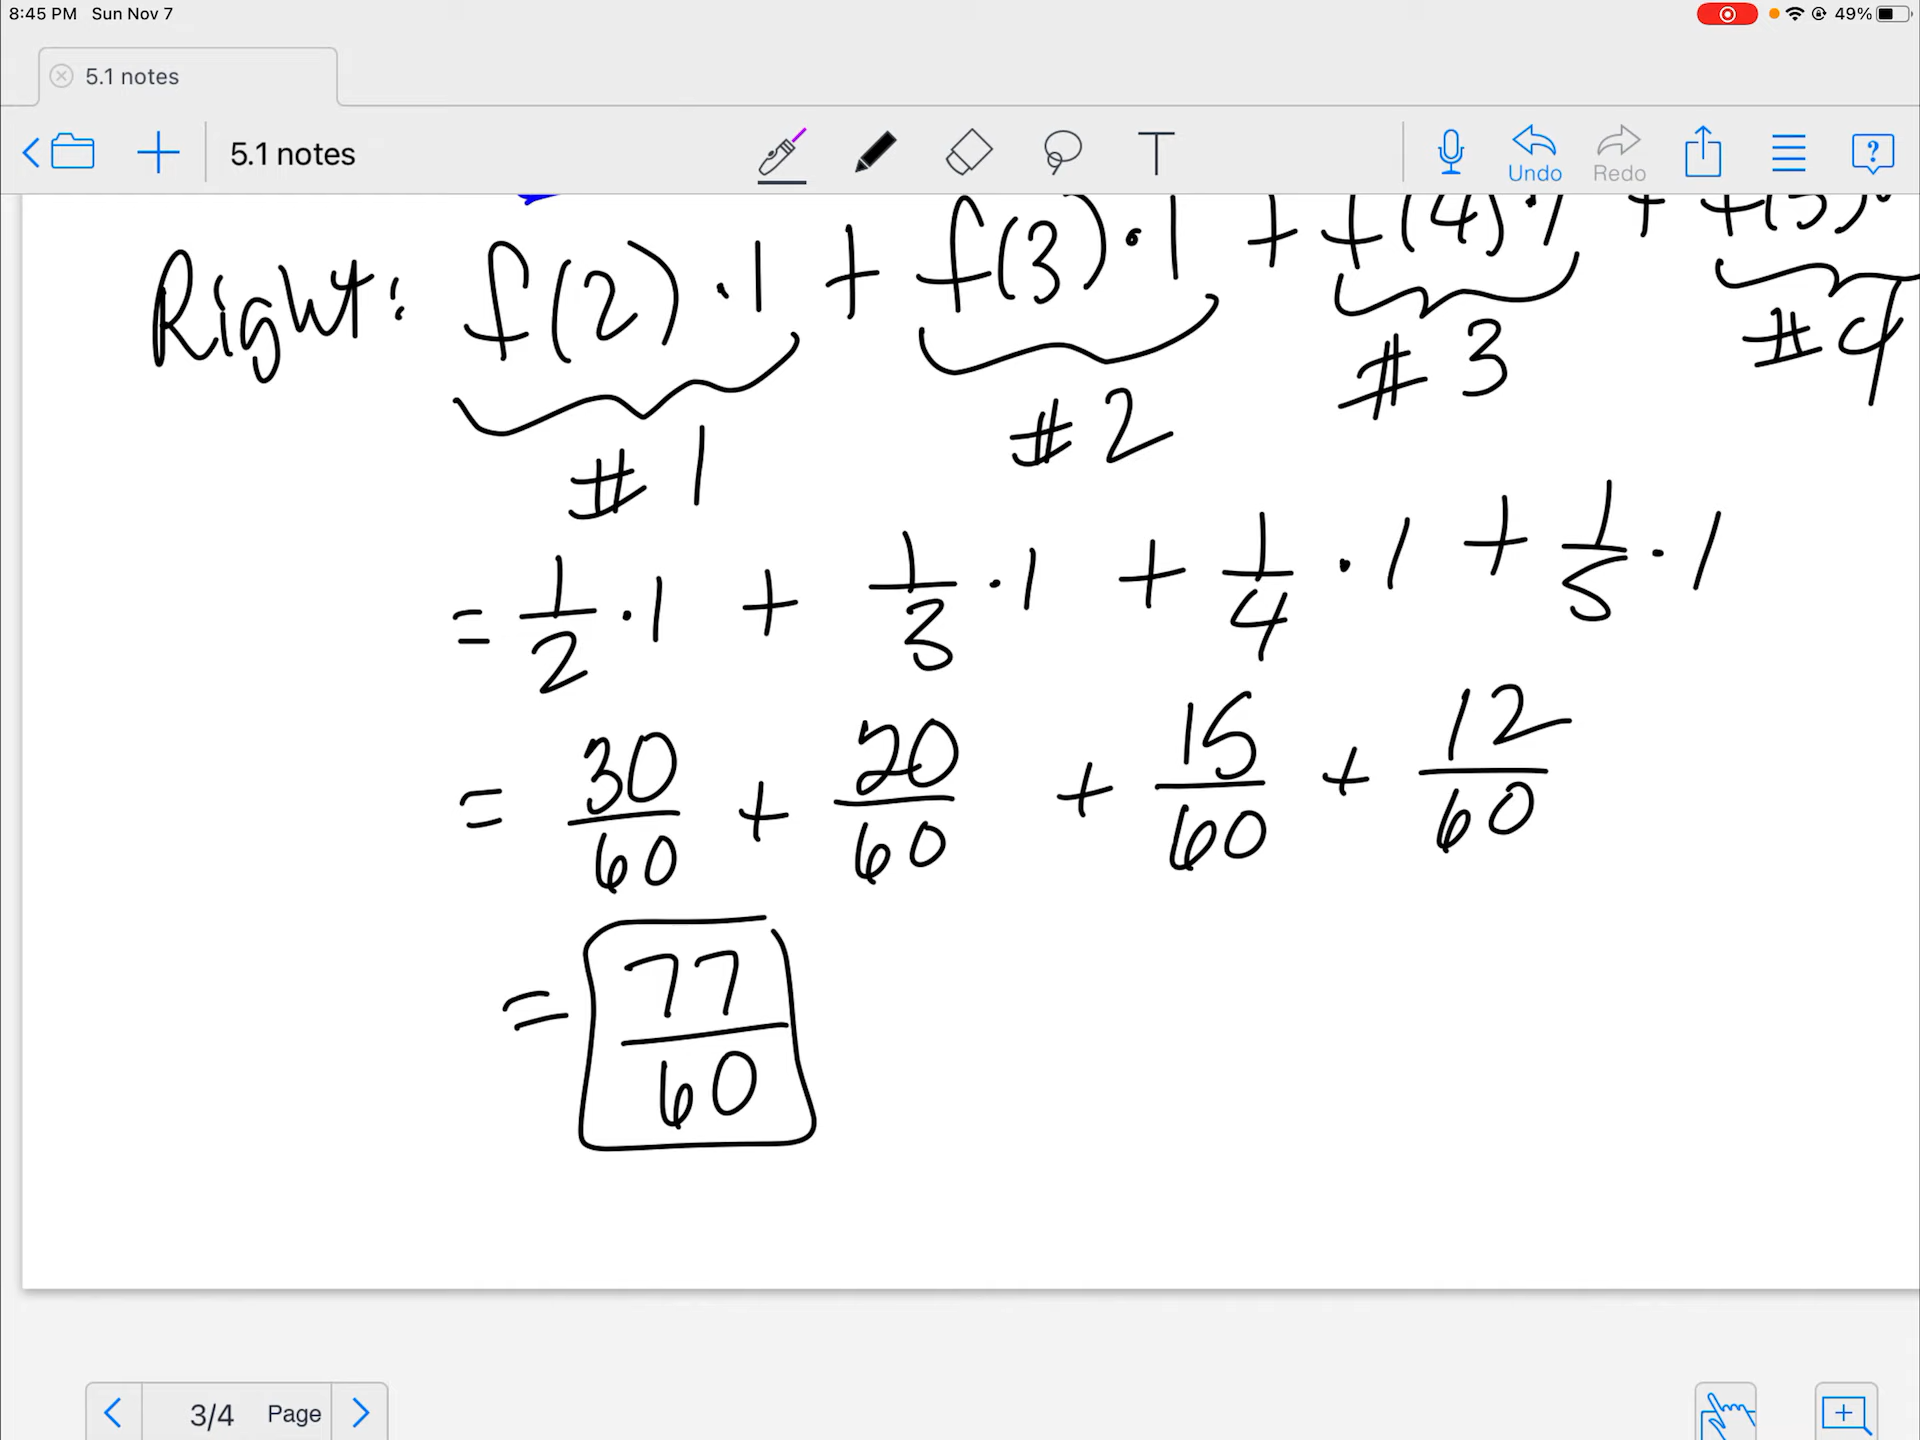 8:45 PM Sun Nov 7 49%
5.1 notes
5.1 notes T Undo Redo
Right: f(2)·1 + f(3)·1 + f(4)·1 + f(5)·
#1 #2 #3 #4
= 1/2 ·1 + 1/3 ·1 + 1/4 ·1 + 1/5 ·1
= 30/60 + 20/60 + 15/60 + 12/60
= 77/60
3/4 Page